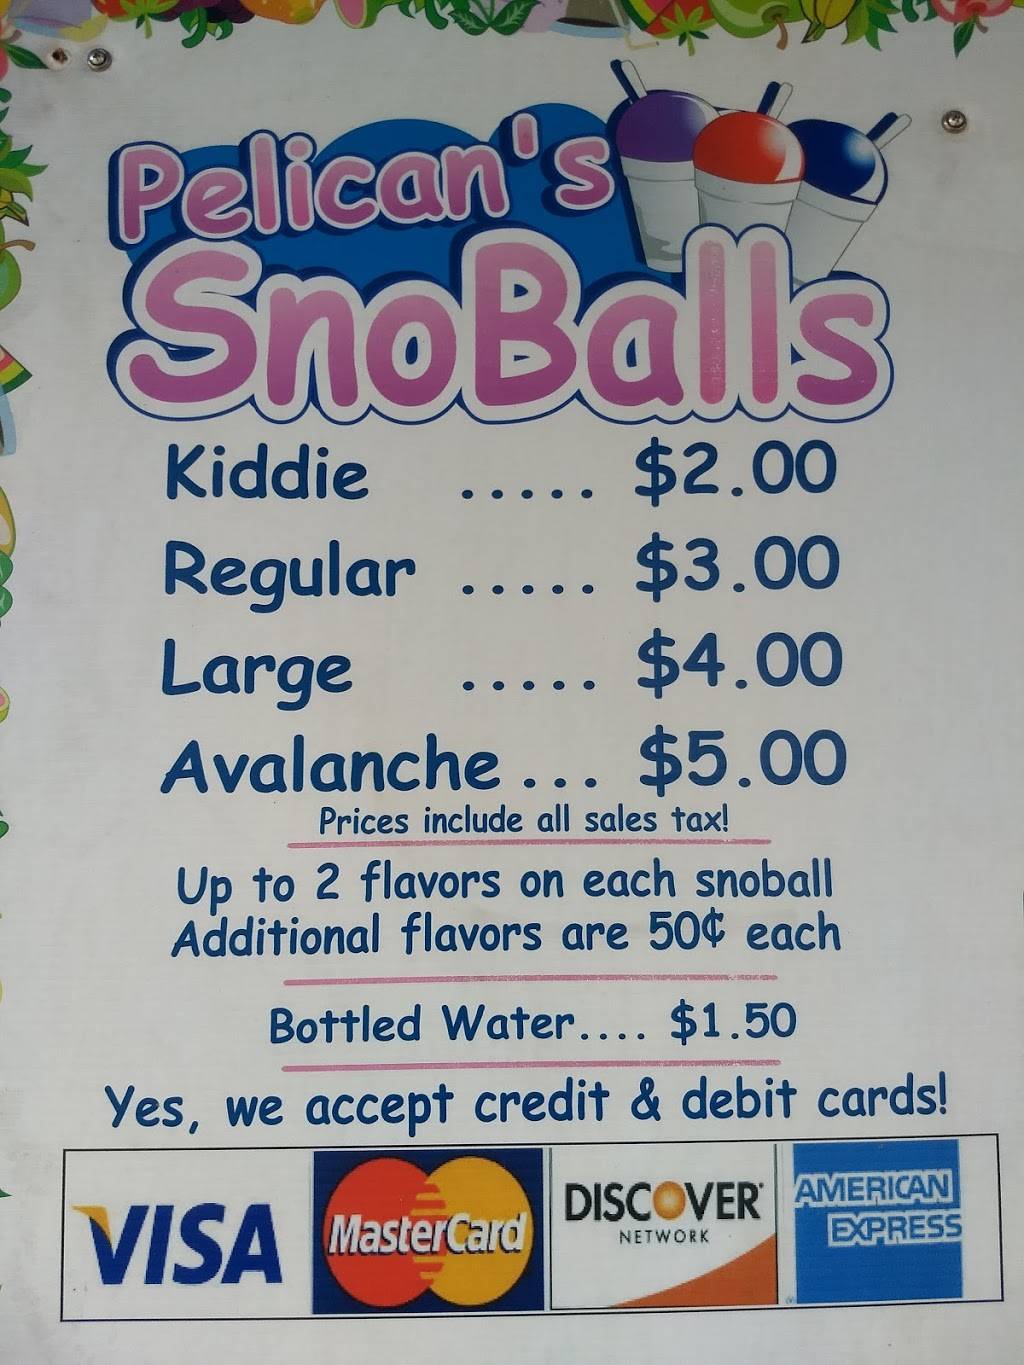 Pelican's
SnoBalls
Kiddie ..... $2.00
Regular ..... $3.00
Large ..... $4.00
Avalanche ... $5.00
Prices include all sales tax!
Up to 2 flavors on each snoball
Additional flavors are 50¢ each
Bottled Water.... $1.50
Yes, we accept credit & debit cards!
VISA MasterCard DISCOVER® AMERICAN
NETWORK EXPRESS